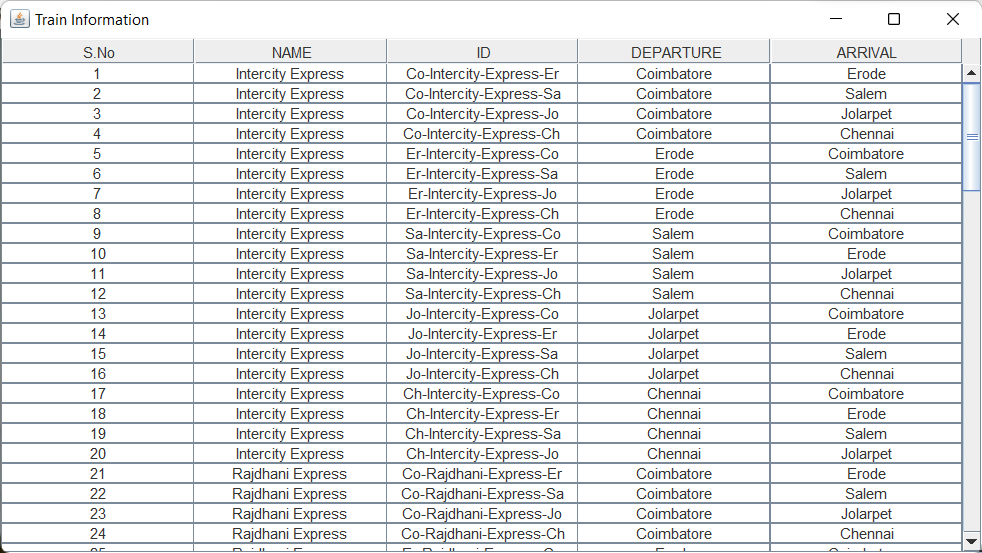 Train Information
S.No NAME ID DEPARTURE ARRIVAL
1 Intercity Express Co-Intercity-Express-Er Coimbatore Erode
2 Intercity Express Co-Intercity-Express-Sa Coimbatore Salem
3 Intercity Express Co-Intercity-Express-Jo Coimbatore Jolarpet
4 Intercity Express Co-Intercity-Express-Ch Coimbatore Chennai
5 Intercity Express Er-Intercity-Express-Co Erode Coimbatore
6 Intercity Express Er-Intercity-Express-Sa Erode Salem
7 Intercity Express Er-Intercity-Express-Jo Erode Jolarpet
8 Intercity Express Er-Intercity-Express-Ch Erode Chennai
9 Intercity Express Sa-Intercity-Express-Co Salem Coimbatore
10 Intercity Express Sa-Intercity-Express-Er Salem Erode
11 Intercity Express Sa-Intercity-Express-Jo Salem Jolarpet
12 Intercity Express Sa-Intercity-Express-Ch Salem Chennai
13 Intercity Express Jo-Intercity-Express-Co Jolarpet Coimbatore
14 Intercity Express Jo-Intercity-Express-Er Jolarpet Erode
15 Intercity Express Jo-Intercity-Express-Sa Jolarpet Salem
16 Intercity Express Jo-Intercity-Express-Ch Jolarpet Chennai
17 Intercity Express Ch-Intercity-Express-Co Chennai Coimbatore
18 Intercity Express Ch-Intercity-Express-Er Chennai Erode
19 Intercity Express Ch-Intercity-Express-Sa Chennai Salem
20 Intercity Express Ch-Intercity-Express-Jo Chennai Jolarpet
21 Rajdhani Express Co-Rajdhani-Express-Er Coimbatore Erode
22 Rajdhani Express Co-Rajdhani-Express-Sa Coimbatore Salem
23 Rajdhani Express Co-Rajdhani-Express-Jo Coimbatore Jolarpet
24 Rajdhani Express Co-Rajdhani-Express-Ch Coimbatore Chennai